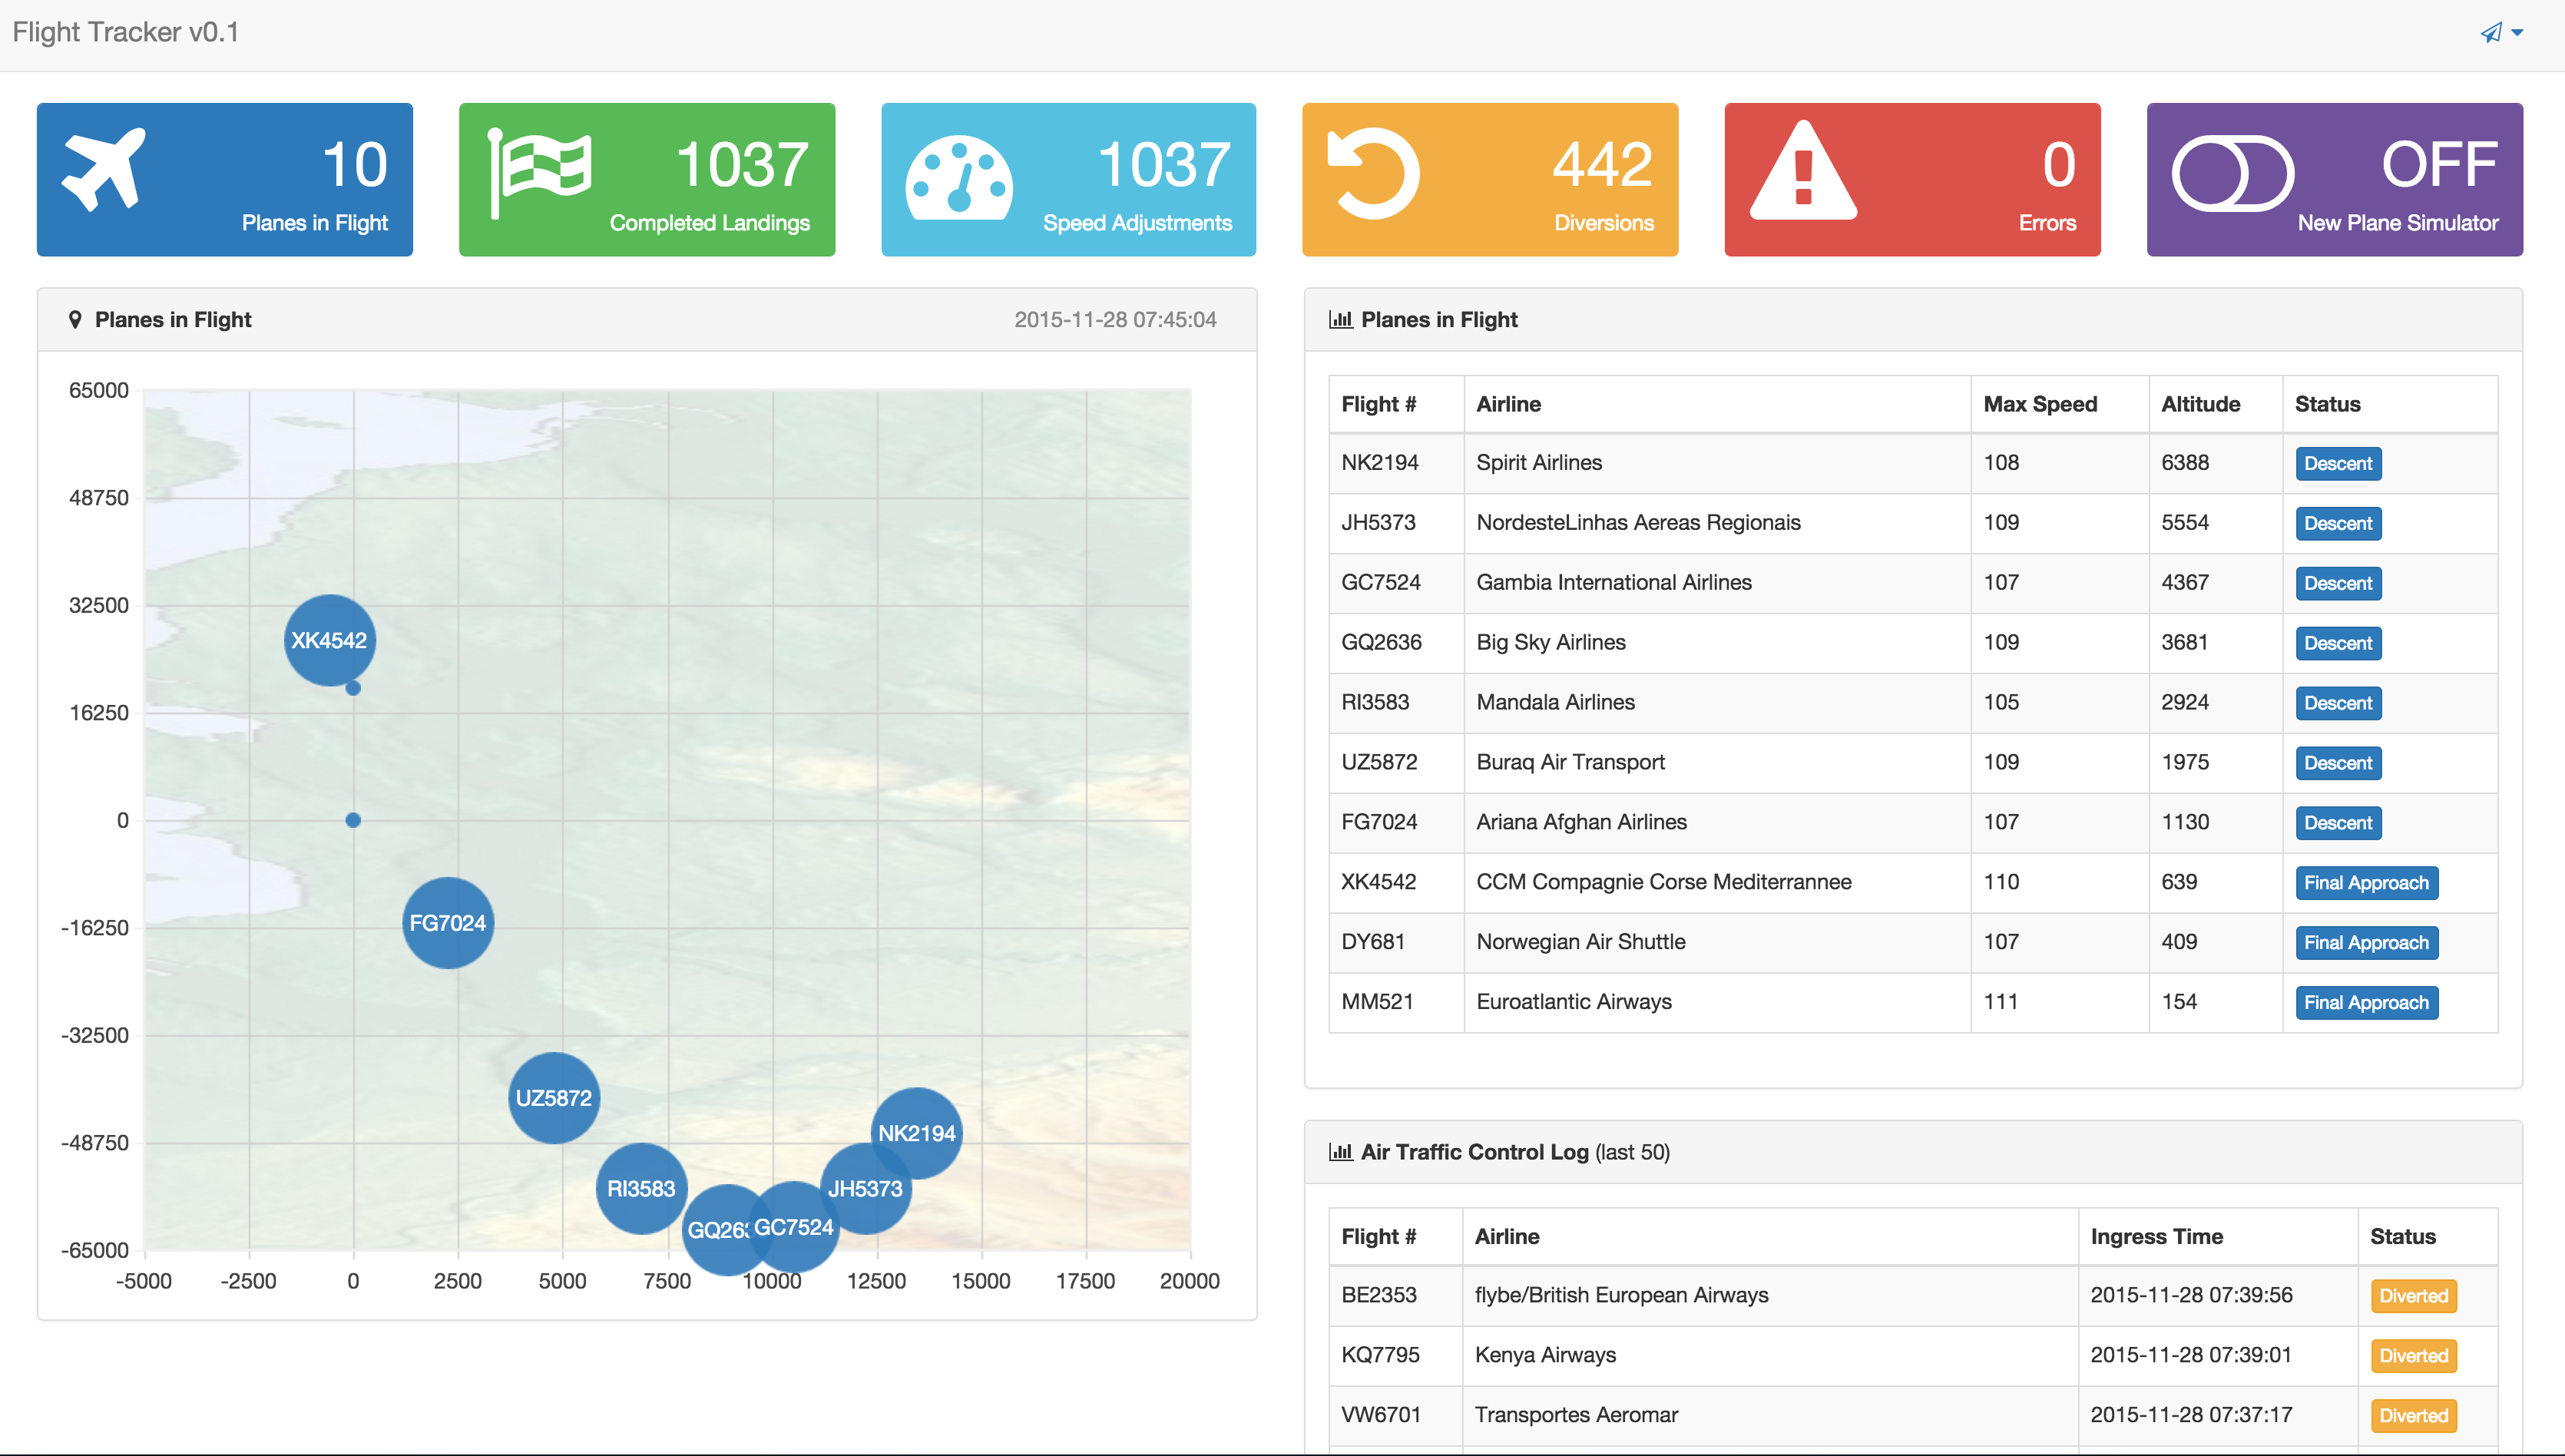 Flight Tracker v0.1
10
Planes in Flight
1037
Completed Landings
1037
Speed Adjustments
442
Diversions
0
Errors
OFF
New Plane Simulator
Planes in Flight 2015-11-28 07:45:04
65000
48750
32500
16250
0
-16250
-32500
-48750
-65000
-5000 -2500 0 2500 5000 7500 10000 12500 15000 17500 20000
XK4542
FG7024
UZ5872
NK2194
RI3583
JH5373
GQ263
GC7524
Planes in Flight
Flight # Airline Max Speed Altitude Status
NK2194 Spirit Airlines 108 6388 Descent
JH5373 NordesteLinhas Aereas Regionais 109 5554 Descent
GC7524 Gambia International Airlines 107 4367 Descent
GQ2636 Big Sky Airlines 109 3681 Descent
RI3583 Mandala Airlines 105 2924 Descent
UZ5872 Buraq Air Transport 109 1975 Descent
FG7024 Ariana Afghan Airlines 107 1130 Descent
XK4542 CCM Compagnie Corse Mediterrannee 110 639 Final Approach
DY681 Norwegian Air Shuttle 107 409 Final Approach
MM521 Euroatlantic Airways 111 154 Final Approach
Air Traffic Control Log (last 50)
Flight # Airline Ingress Time Status
BE2353 flybe/British European Airways 2015-11-28 07:39:56 Diverted
KQ7795 Kenya Airways 2015-11-28 07:39:01 Diverted
VW6701 Transportes Aeromar 2015-11-28 07:37:17 Diverted